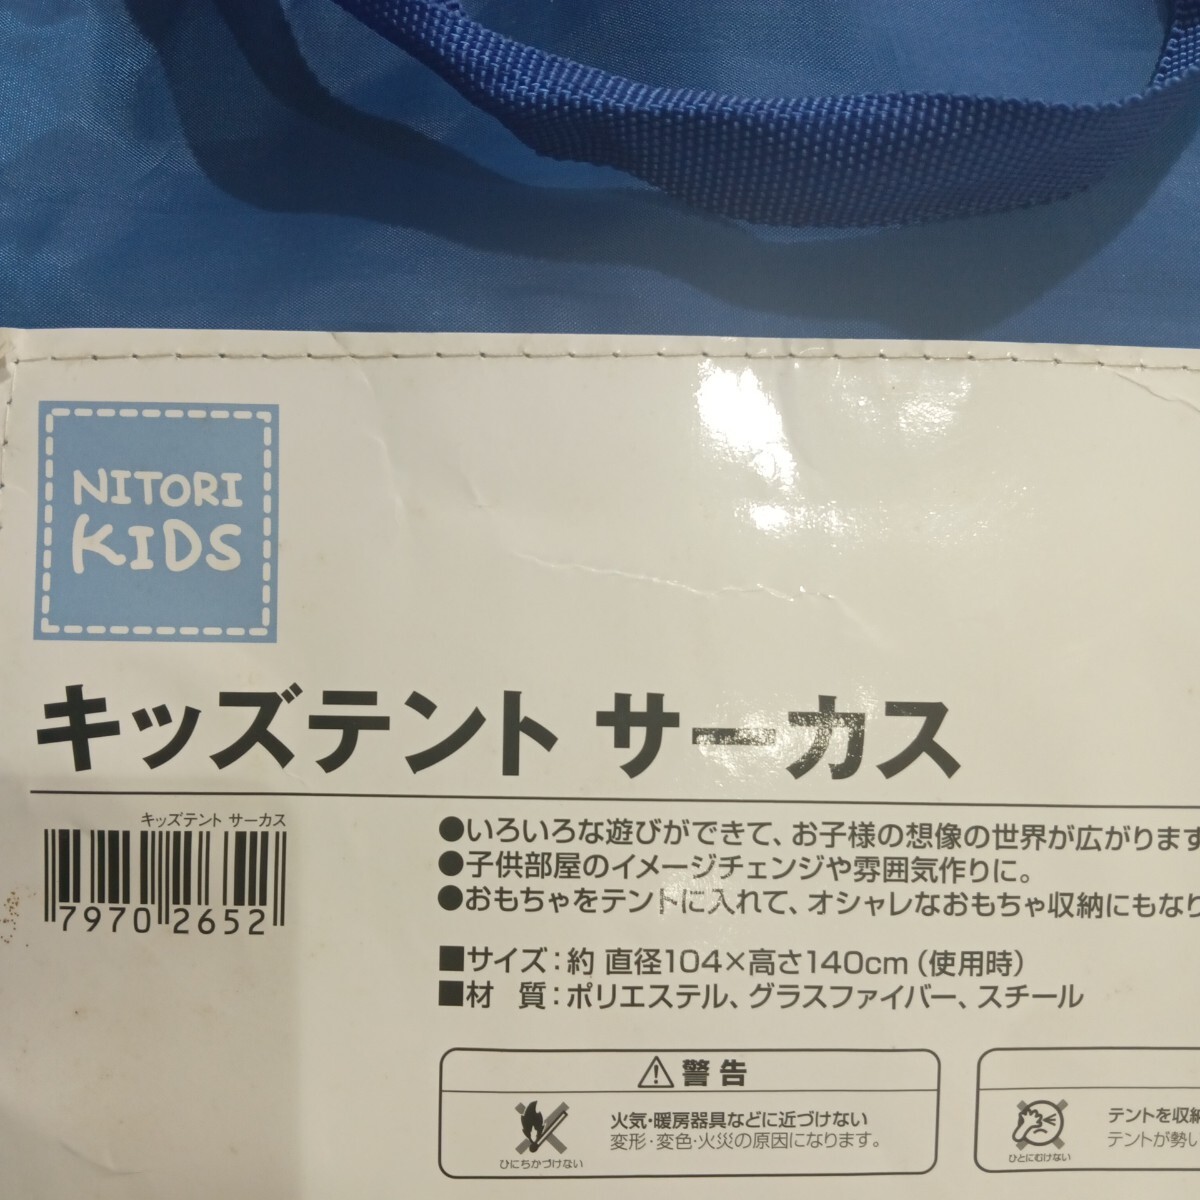 NITORI
KIDS
キッズテント サーカス
キッズテント サーカス
7970 2652
●いろいろな遊びができて、お子様の想像の世界が広がります
●子供部屋のイメージチェンジや雰囲気作りに。
●おもちゃをテントに入れて、オシャレなおもちゃ収納にもなり
■サイズ：約 直径104×高さ140cm（使用時）
■材 質：ポリエステル、グラスファイバー、スチール
⚠警告
火気・暖房器具などに近づけない
変形・変色・火災の原因になります。
ひにちかづけない
テントを収納
テントが勢い
ひとにむけない